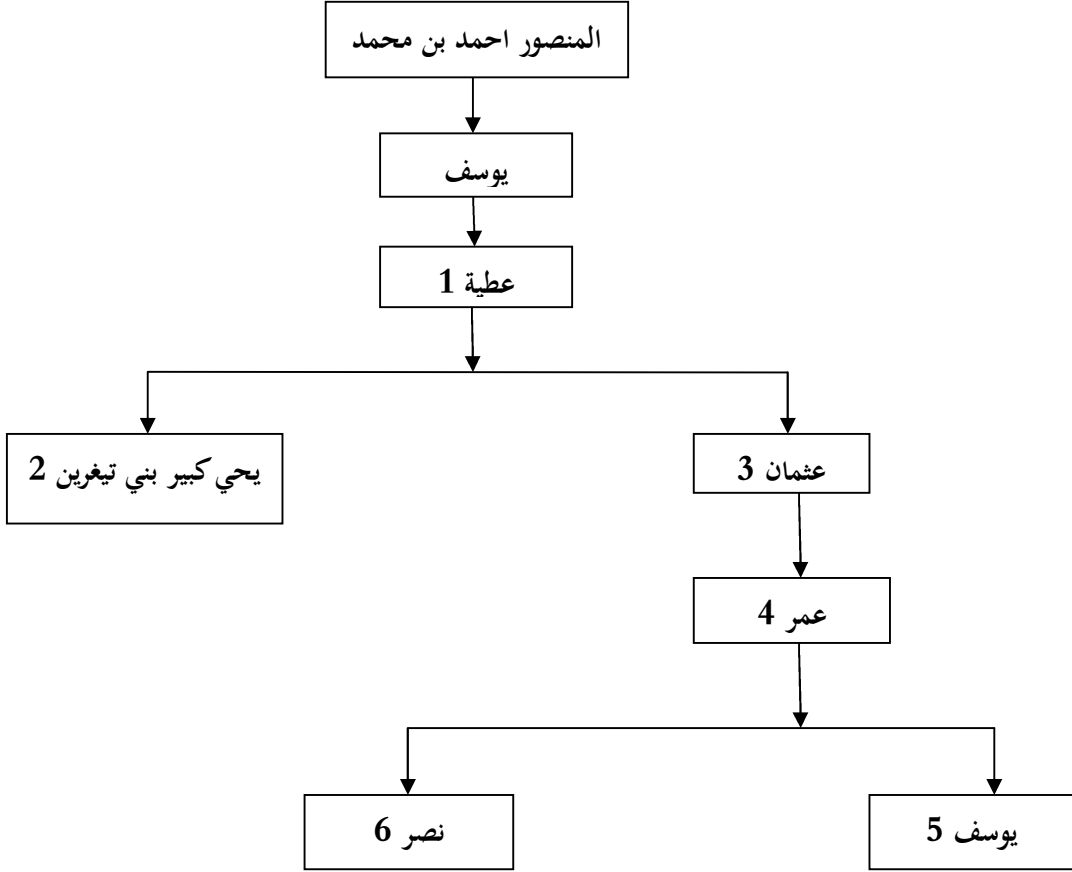 المنصور احمد بن محمد
يوسف
عطية 1
عثمان 3
يحي كبير بني تيغرين 2
عمر 4
يوسف 5
نصر 6